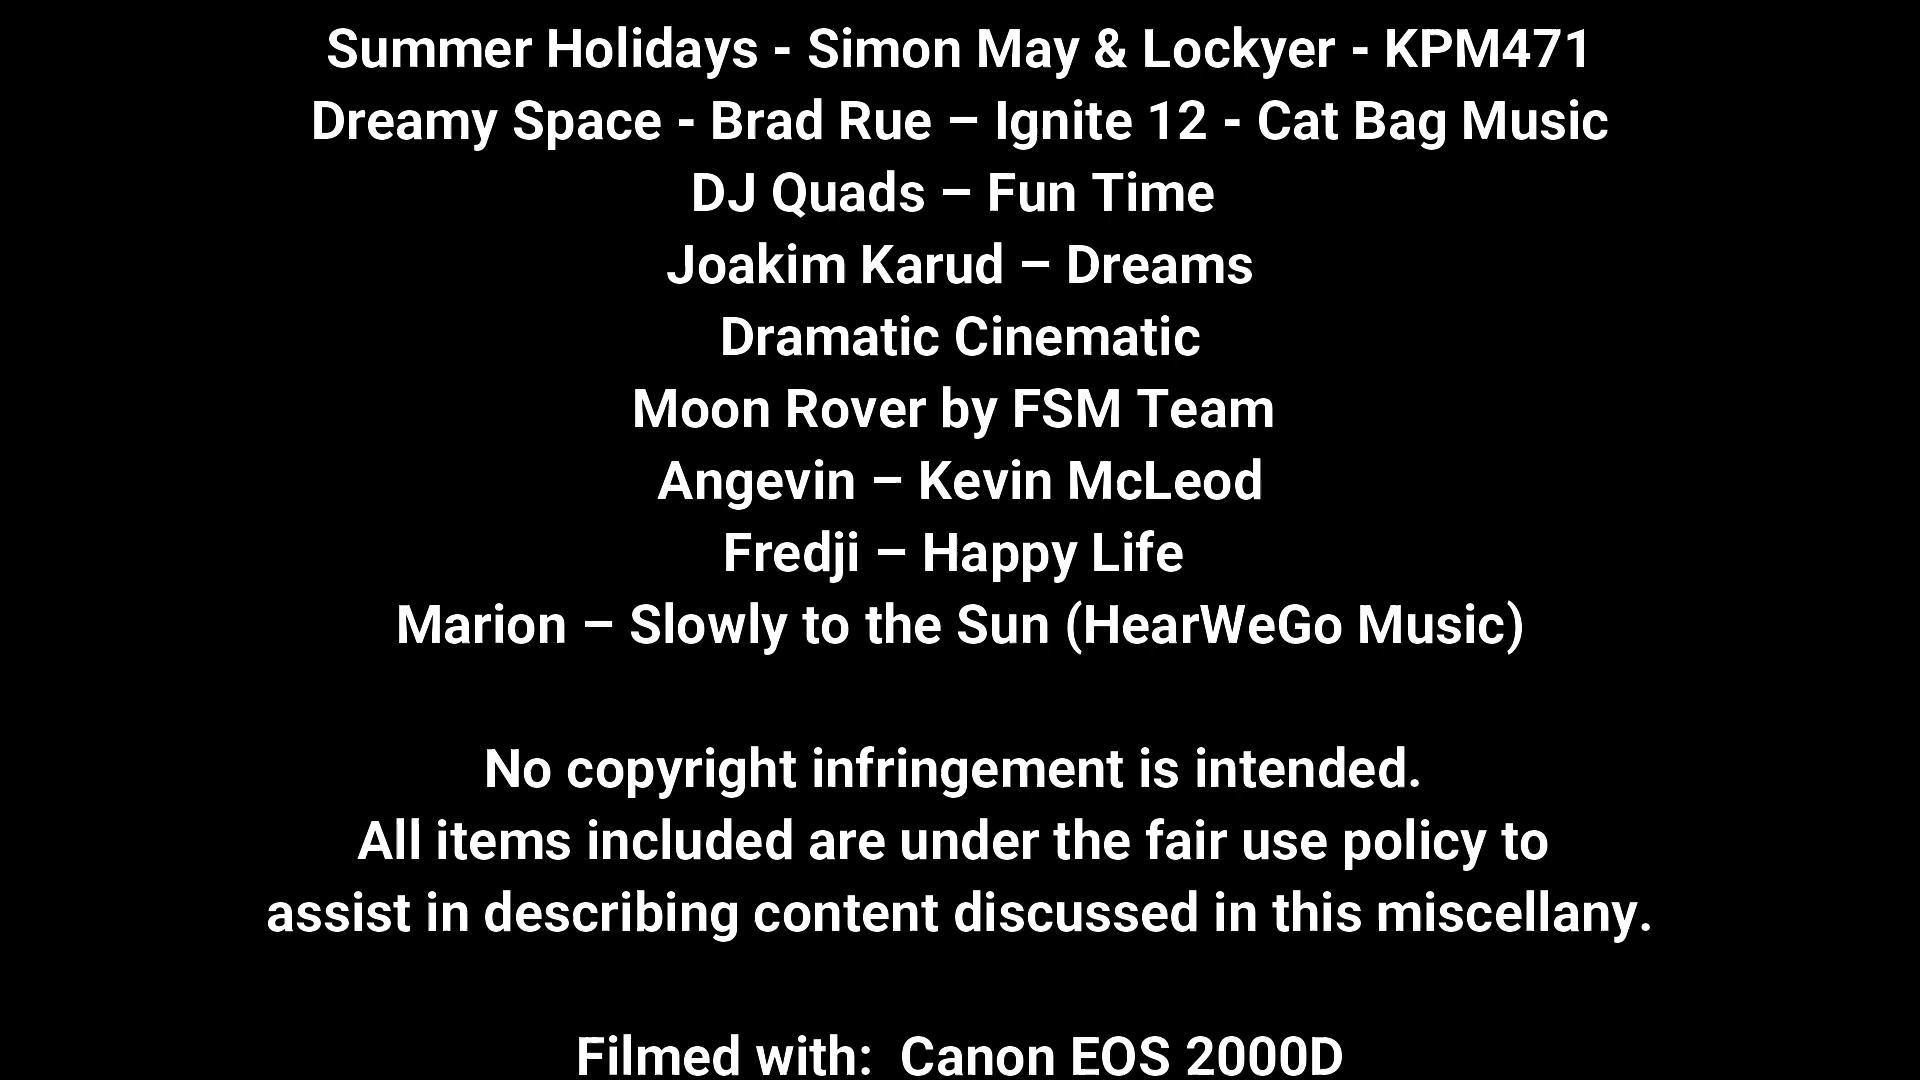 Summer Holidays - Simon May & Lockyer - KPM471
Dreamy Space - Brad Rue – Ignite 12 - Cat Bag Music
DJ Quads – Fun Time
Joakim Karud – Dreams
Dramatic Cinematic
Moon Rover by FSM Team
Angevin – Kevin McLeod
Fredji – Happy Life
Marion – Slowly to the Sun (HearWeGo Music)
No copyright infringement is intended.
All items included are under the fair use policy to
assist in describing content discussed in this miscellany.
Filmed with:  Canon EOS 2000D